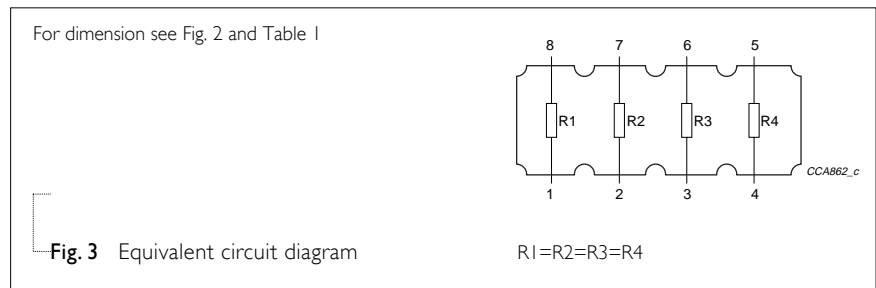 For dimension see Fig. 2 and Table 1
8 7 6 5
R1 R2 R3 R4
CCA862_c
1 2 3 4
Fig. 3 Equivalent circuit diagram
R1=R2=R3=R4